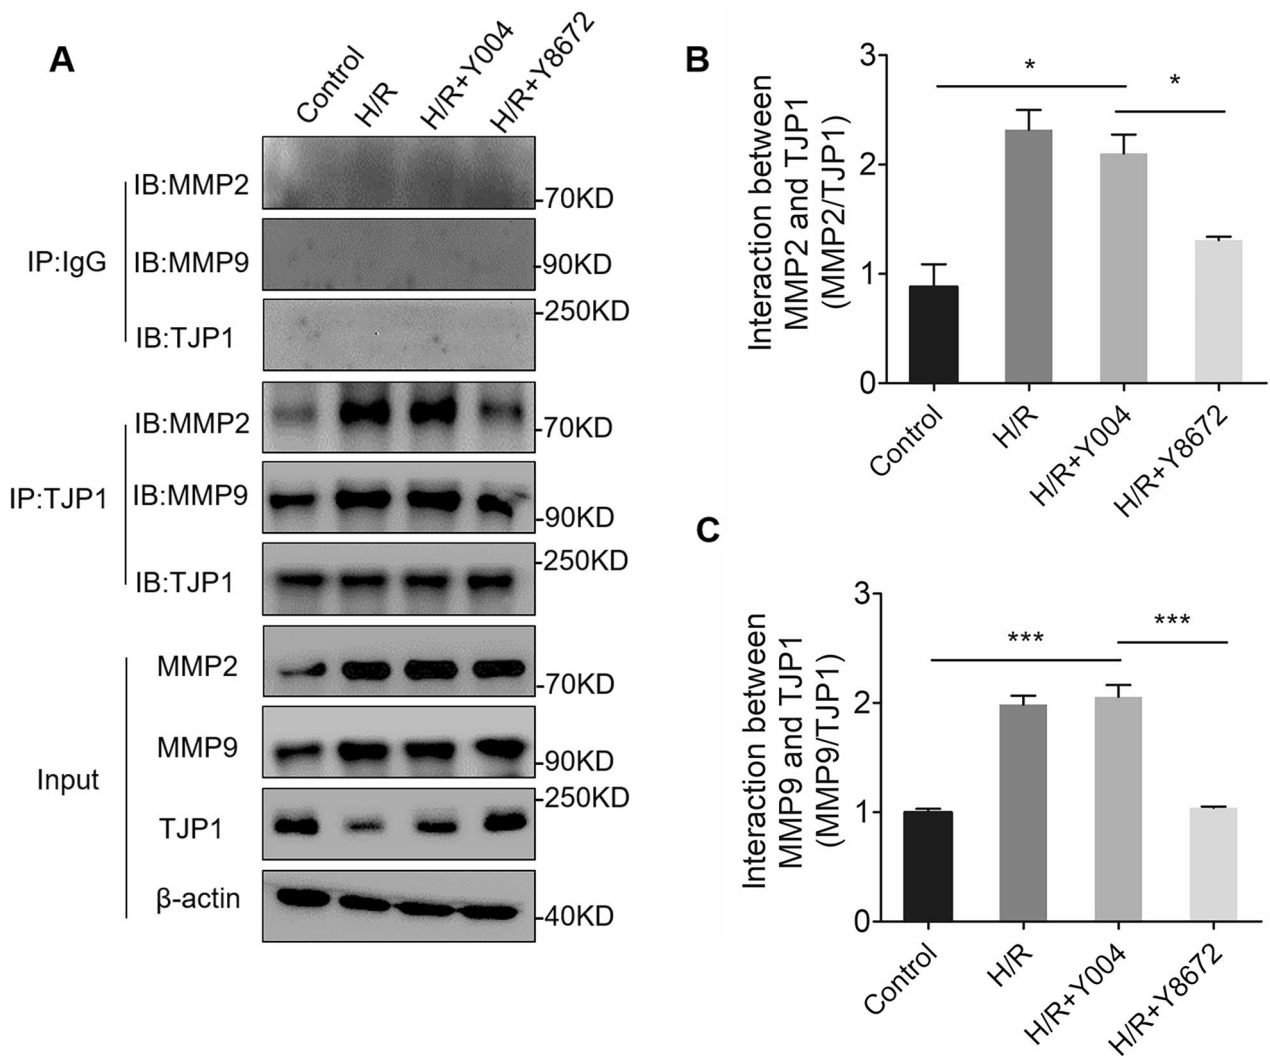 A
Control
H/R
H/R+Y004
H/R+Y8672
IP:IgG
IB:MMP2
-70KD
IB:MMP9
-90KD
IB:TJP1
-250KD
IP:TJP1
IB:MMP2
-70KD
IB:MMP9
-90KD
IB:TJP1
-250KD
Input
MMP2
-70KD
MMP9
-90KD
TJP1
-250KD
β-actin
-40KD
B
Interaction between
MMP2 and TJP1
(MMP2/TJP1)
3
2
1
0
*
*
Control
H/R
H/R+Y004
H/R+Y8672
C
Interaction between
MMP9 and TJP1
(MMP9/TJP1)
3
2
1
0
***
***
Control
H/R
H/R+Y004
H/R+Y8672